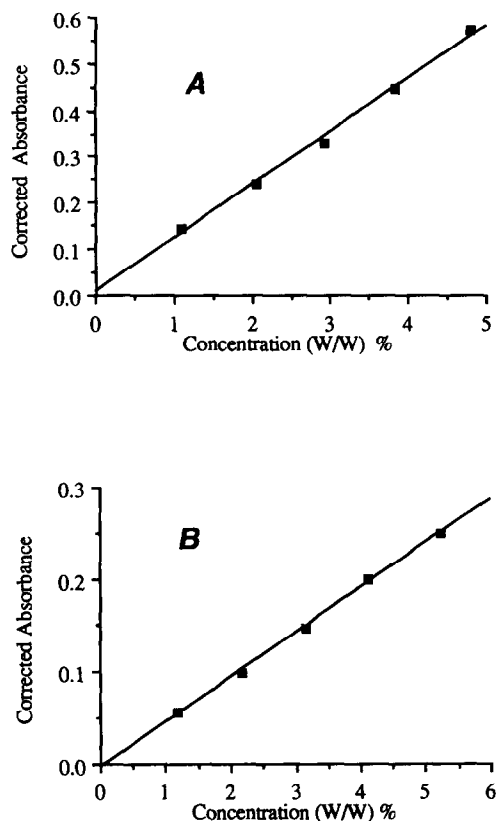 0.6
0.5
0.3
0.2
0.1
0.0
A
Corrected Absorbance
0 1 2 3 4 5
Concentration (W/W) %
0.3
0.2
0.1
0.0
B
Corrected Absorbance
0 1 2 3 4 5 6
Concentration (W/W) %